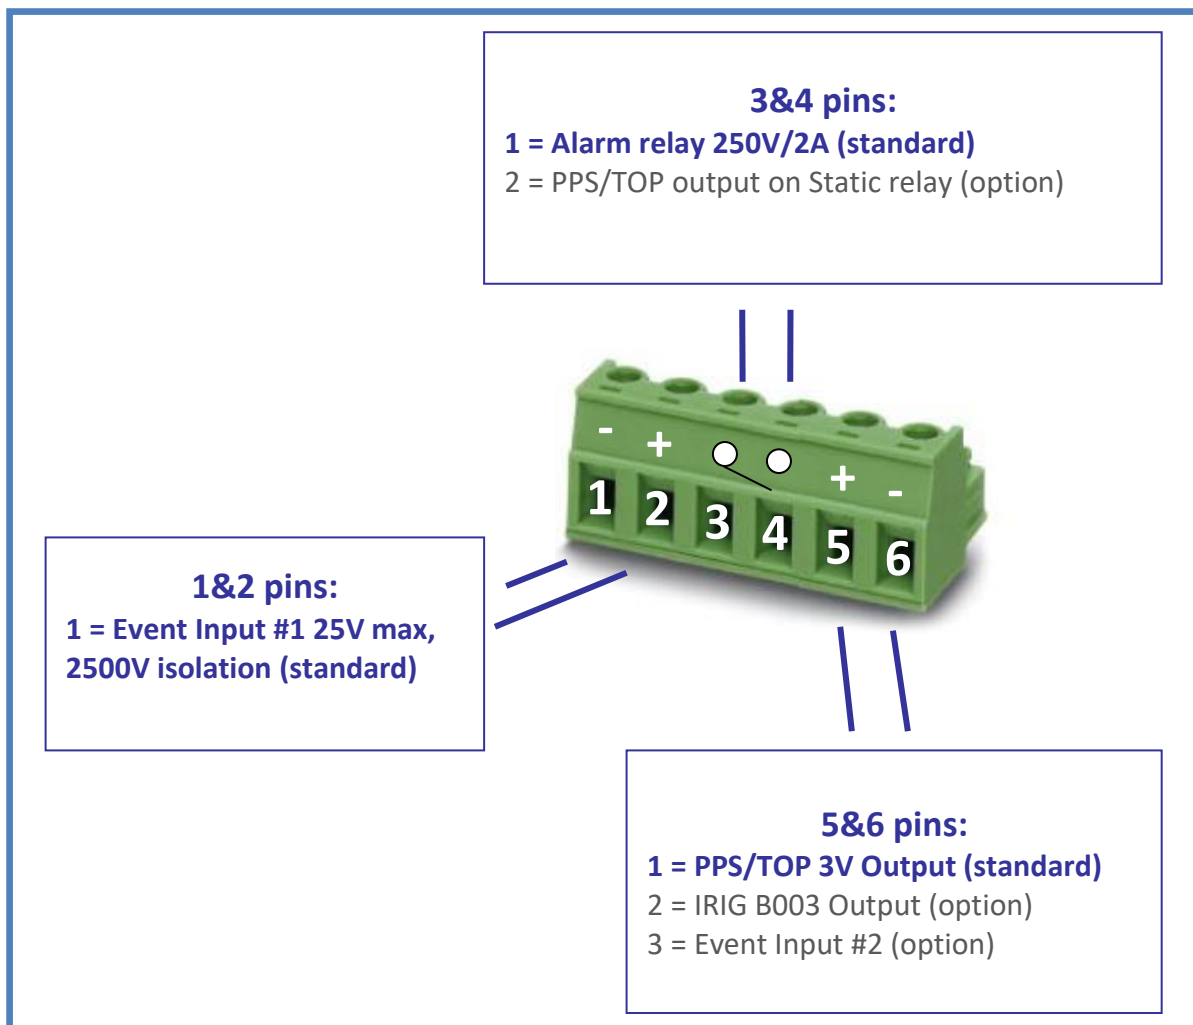 3&4 pins:
1 = Alarm relay 250V/2A (standard)
2 = PPS/TOP output on Static relay (option)
- + + -
1 2 3 4 5 6
1&2 pins:
1 = Event Input #1 25V max,
2500V isolation (standard)
5&6 pins:
1 = PPS/TOP 3V Output (standard)
2 = IRIG B003 Output (option)
3 = Event Input #2 (option)